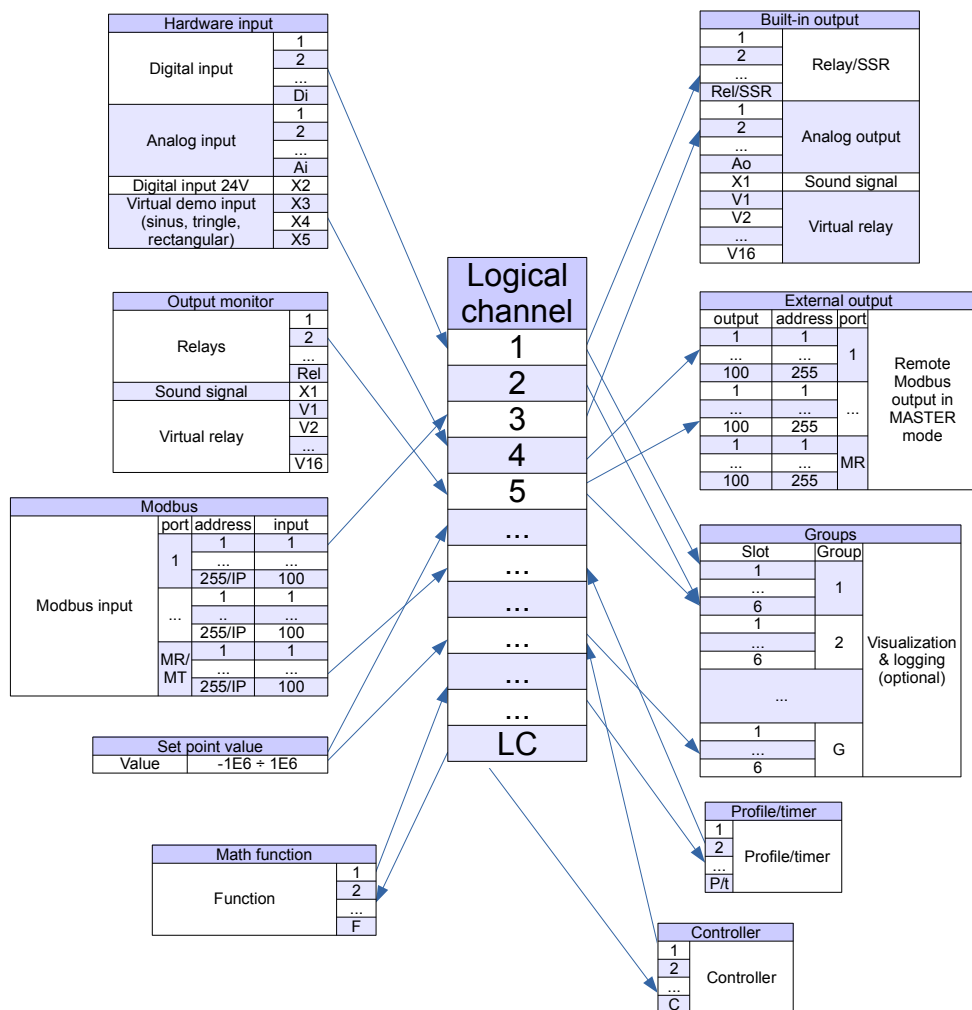 Hardware input
Digital input
1
2
...
Di
Analog input
1
2
...
Ai
Digital input 24V X2
Virtual demo input
(sinus, tringle,
rectangular)
X3
X4
X5
Output monitor
Relays
1
2
...
Rel
Sound signal X1
Virtual relay
V1
V2
...
V16
Modbus
port address input
Modbus input
1
1 1
... ...
255/IP 100
...
1 1
.. ...
255/IP 100
MR/
MT
1 1
... ...
255/IP 100
Set point value
Value -1E6 ÷ 1E6
Math function
Function
1
2
...
F
Logical
channel
1
2
3
4
5
...
...
...
...
...
...
LC
Built-in output
1
2
...
Rel/SSR
Relay/SSR
1
2
...
Ao
Analog output
X1 Sound signal
V1
V2
...
V16
Virtual relay
External output
output address port
1 1
... ...
100 255
1
1 1
... ...
100 255
...
1 1
... ...
100 255
MR
Remote
Modbus
output in
MASTER
mode
Groups
Slot Group
1
...
6
1
1
...
6
2
...
1
...
6
G
Visualization
& logging
(optional)
Profile/timer
1
2
...
P/t
Profile/timer
Controller
1
2
...
C
Controller